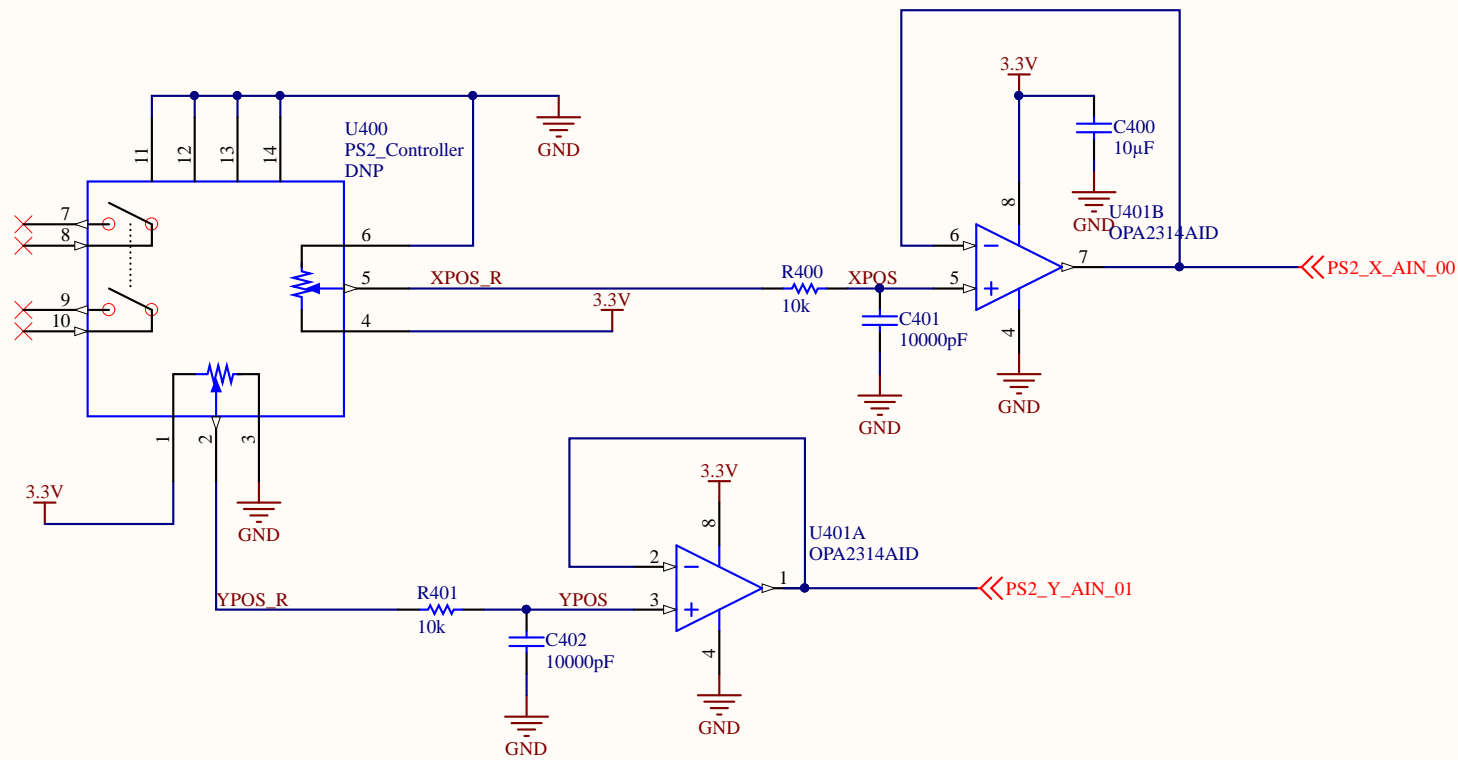 3.3V
C400
10µF
GND
8
U401B
OPA2314AID
6
7
PS2_X_AIN_00
5
4
GND
11
12
13
14
U400
PS2_Controller
DNP
GND
7
8
9
10
6
5
XPOS_R
4
3.3V
R400
10k
XPOS
C401
10000pF
GND
1
2
3
3.3V
GND
3.3V
8
U401A
OPA2314AID
2
1
PS2_Y_AIN_01
3
4
GND
YPOS_R
R401
10k
YPOS
C402
10000pF
GND